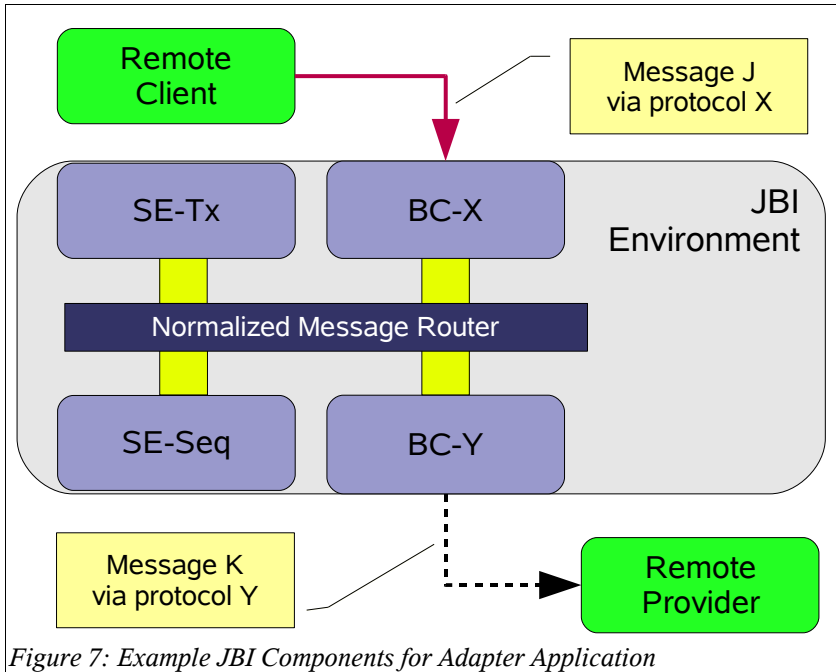 Remote
Client
Message J
via protocol X
SE-Tx
BC-X
JBI
Environment
Normalized Message Router
SE-Seq
BC-Y
Message K
via protocol Y
Remote
Provider
Figure 7: Example JBI Components for Adapter Application